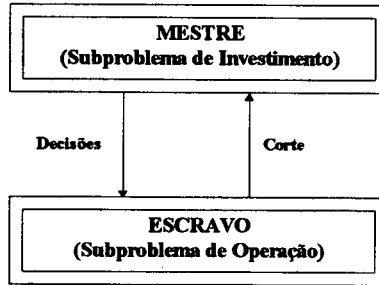 MESTRE
(Subproblema de Investimento)
Decisões
Corte
ESCRAVO
(Subproblema de Operação)